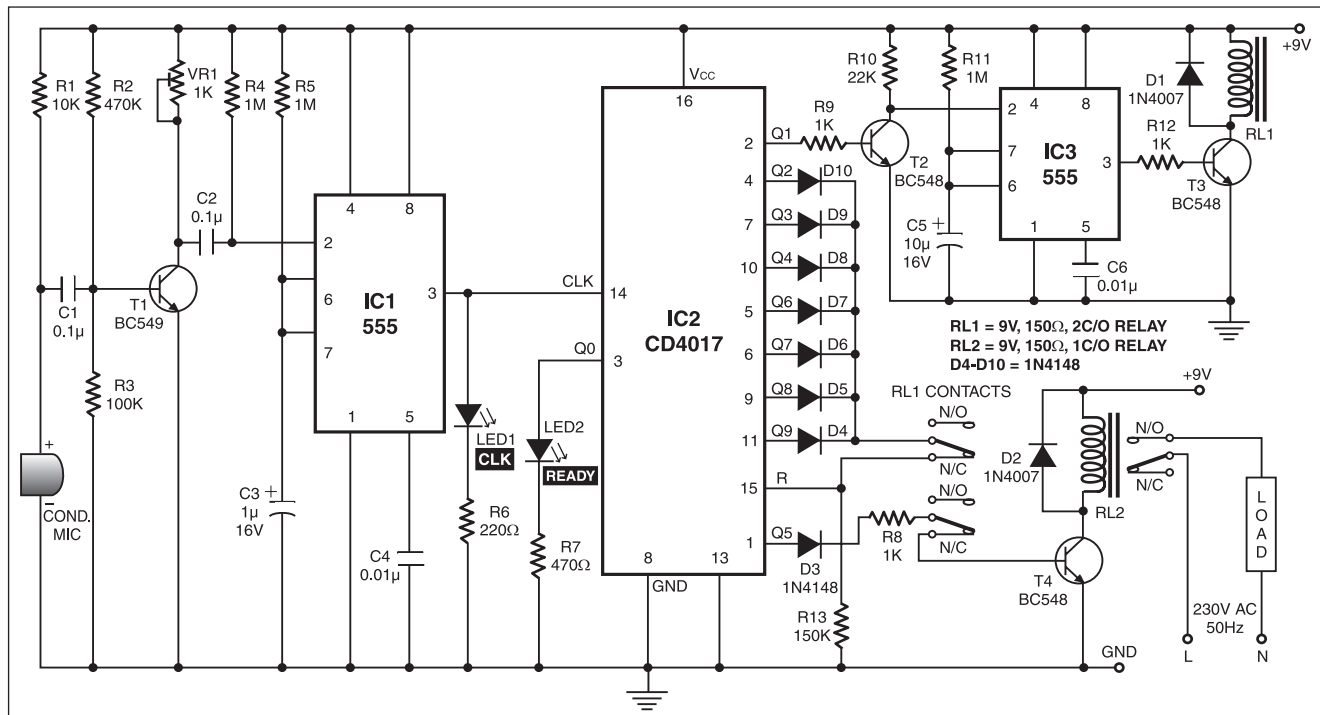 +9V
R1
10K
R2
470K
VR1
1K
R4
1M
R5
1M
C1
0.1µ
C2
0.1µ
T1
BC549
R3
100K
+
–
COND.
MIC
4
8
2
6
7
3
1
5
IC1
555
C3
1µ
16V
+
C4
0.01µ
LED1
CLK
R6
220Ω
LED2
READY
R7
470Ω
CLK
14
Q0
3
VCC
16
IC2
CD4017
8
GND
13
2
Q1
4
Q2
D10
7
Q3
D9
10
Q4
D8
5
Q6
D7
6
Q7
D6
9
Q8
D5
11
Q9
D4
15
R
1
Q5
D3
1N4148
R9
1K
R10
22K
R11
1M
T2
BC548
C5
10µ
16V
+
2
4
8
7
6
3
1
5
IC3
555
C6
0.01µ
R12
1K
D1
1N4007
RL1
T3
BC548
RL1 = 9V, 150Ω, 2C/O RELAY
RL2 = 9V, 150Ω, 1C/O RELAY
D4-D10 = 1N4148
RL1 CONTACTS
N/O
N/C
N/O
N/C
R8
1K
R13
150K
+9V
D2
1N4007
RL2
T4
BC548
N/O
N/C
LOAD
230V AC
50Hz
L
N
GND